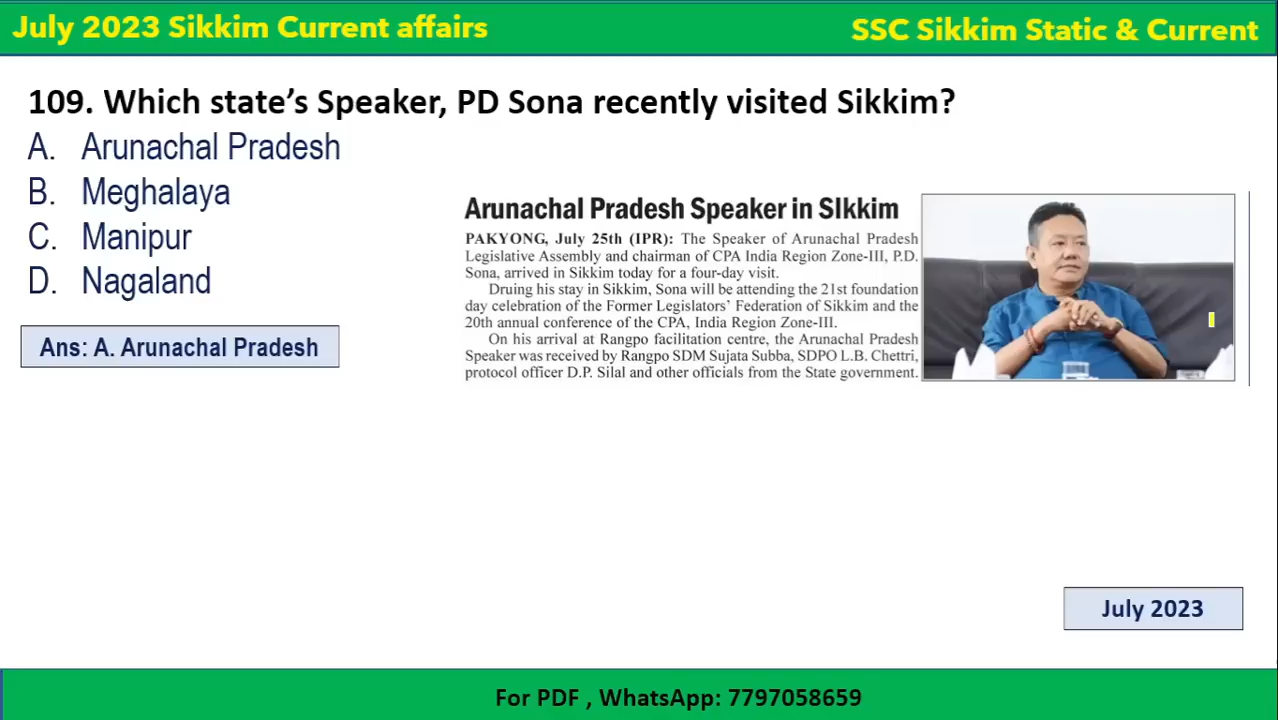 July 2023 Sikkim Current affairs
SSC Sikkim Static & Current
109. Which state's Speaker, PD Sona recently visited Sikkim?
A. Arunachal Pradesh
B. Meghalaya
C. Manipur
D. Nagaland
Ans: A. Arunachal Pradesh
Arunachal Pradesh Speaker in SIkkim
PAKYONG, July 25th (IPR): The Speaker of Arunachal Pradesh
Legislative Assembly and chairman of CPA India Region Zone-III, P.D.
Sona, arrived in Sikkim today for a four-day visit.
Druing his stay in Sikkim, Sona will be attending the 21st foundation
day celebration of the Former Legislators' Federation of Sikkim and the
20th annual conference of the CPA, India Region Zone-III.
On his arrival at Rangpo facilitation centre, the Arunachal Pradesh
Speaker was received by Rangpo SDM Sujata Subba, SDPO L.B. Chettri,
protocol officer D.P. Silal and other officials from the State government.
July 2023
For PDF , WhatsApp: 7797058659